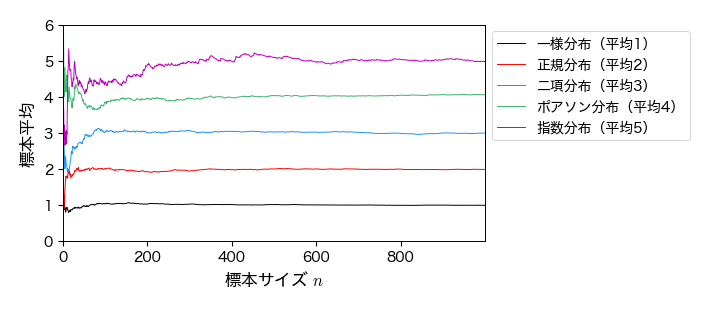 6
5
4
3
2
1
0
標本平均
0
200
400
600
800
標本サイズ n
一様分布（平均1）
正規分布（平均2）
二項分布（平均3）
ポアソン分布（平均4）
指数分布（平均5）